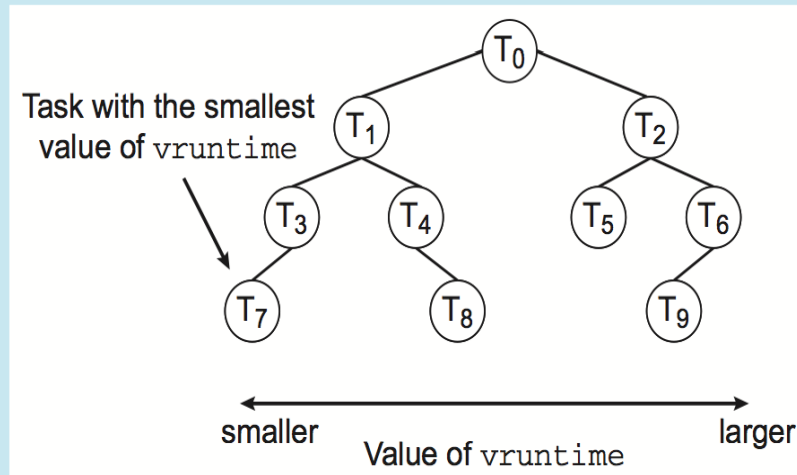 T0
Task with the smallest
value of vruntime
T1
T2
T3
T4
T5
T6
T7
T8
T9
smaller
larger
Value of vruntime